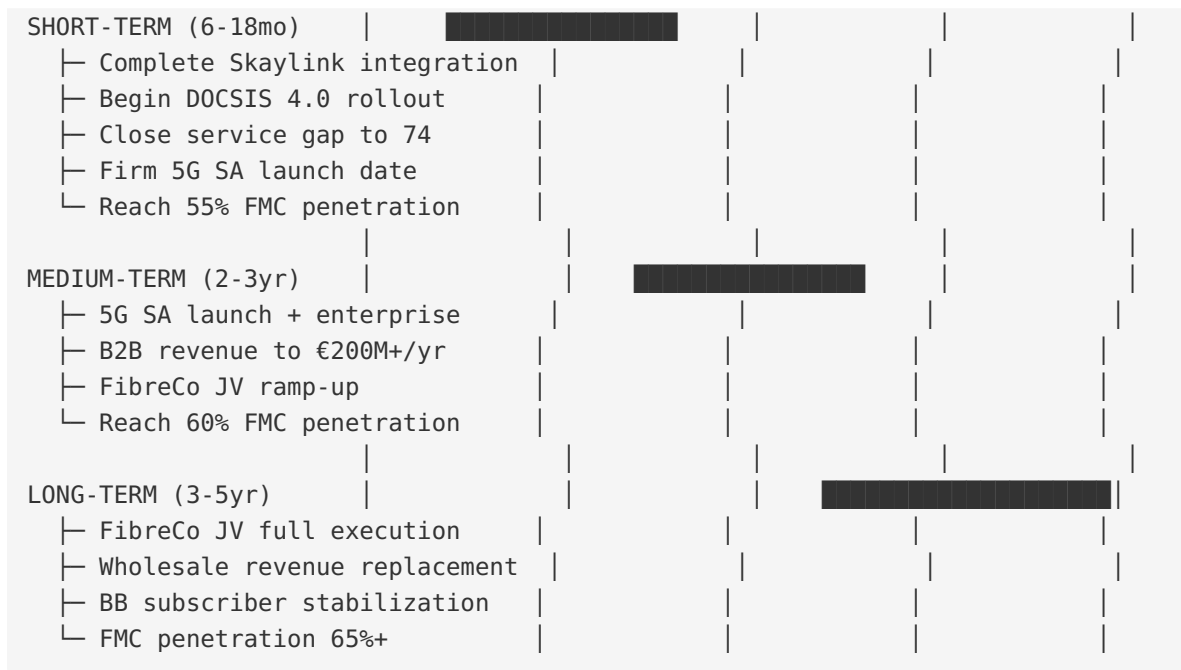 SHORT-TERM (6-18mo)
├─ Complete Skaylink integration
├─ Begin DOCSIS 4.0 rollout
├─ Close service gap to 74
├─ Firm 5G SA launch date
└─ Reach 55% FMC penetration
MEDIUM-TERM (2-3yr)
├─ 5G SA launch + enterprise
├─ B2B revenue to €200M+/yr
├─ FibreCo JV ramp-up
└─ Reach 60% FMC penetration
LONG-TERM (3-5yr)
├─ FibreCo JV full execution
├─ Wholesale revenue replacement
├─ BB subscriber stabilization
└─ FMC penetration 65%+